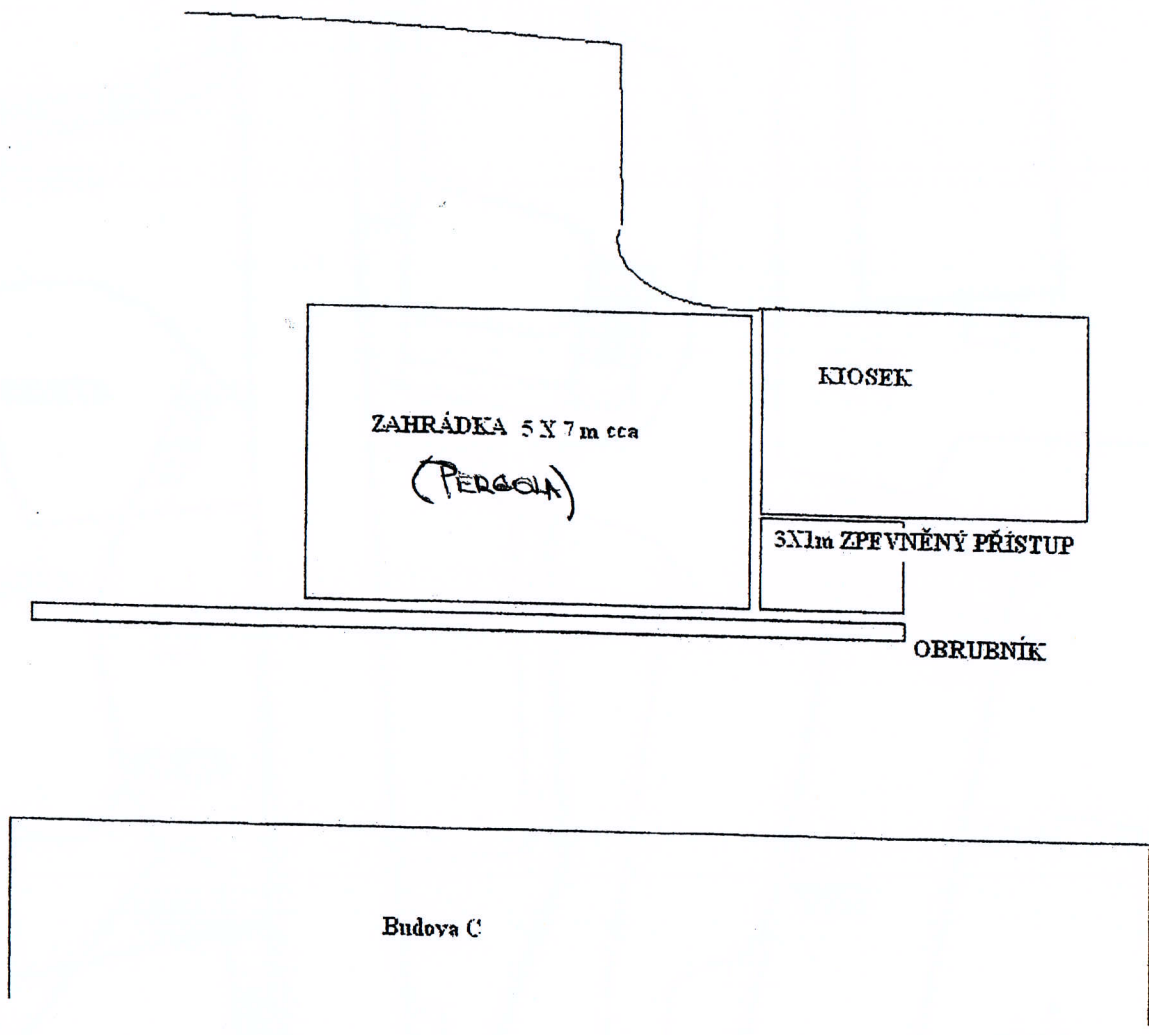 KIOSEK
ZAHRÁDKA 5 X 7 m cca
(PERGOLA)
3X1m ZPEVNĚNÝ PŘÍSTUP
OBRUBNÍK
Budova C